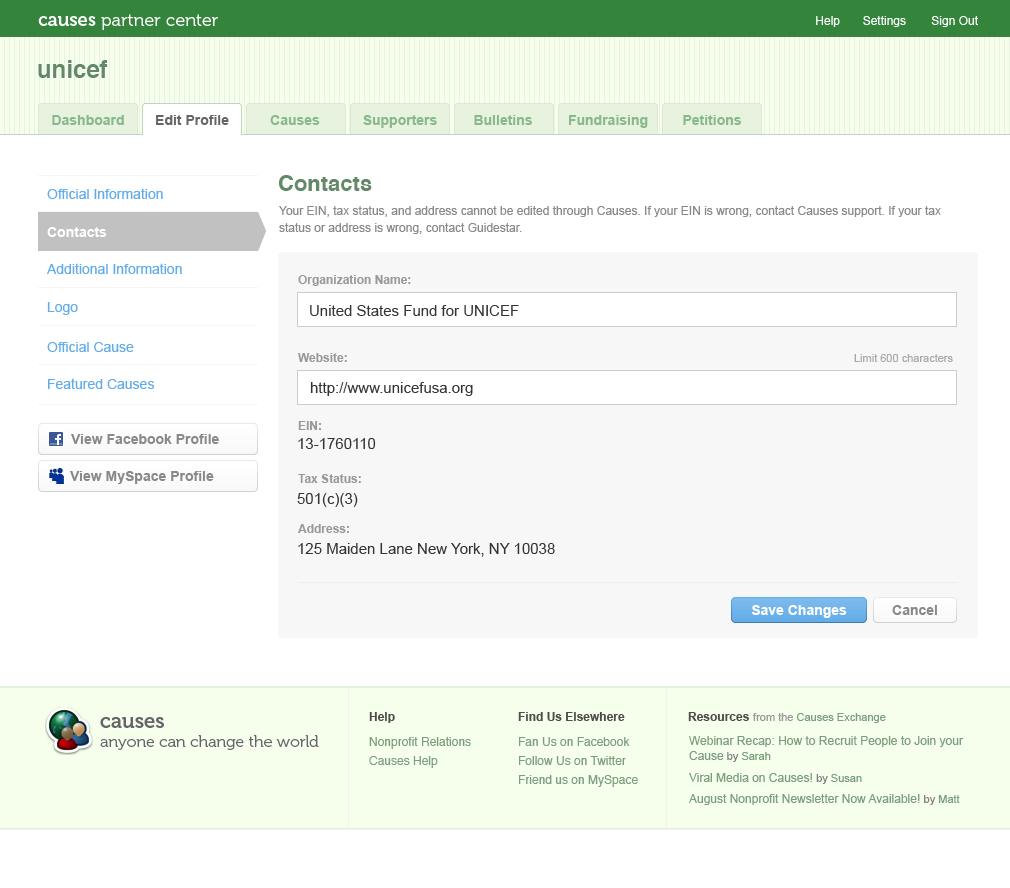 causes partner center
Help
Settings
Sign Out
unicef
Dashboard
Edit Profile
Causes
Supporters
Bulletins
Fundraising
Petitions
Official Information
Contacts
Additional Information
Logo
Official Cause
Featured Causes
View Facebook Profile
View MySpace Profile
Contacts
Your EIN, tax status, and address cannot be edited through Causes. If your EIN is wrong, contact Causes support. If your tax
status or address is wrong, contact Guidestar.
Organization Name:
United States Fund for UNICEF
Website:
Limit 600 characters
http://www.unicefusa.org
EIN:
13-1760110
Tax Status:
501(c)(3)
Address:
125 Maiden Lane New York, NY 10038
Save Changes
Cancel
causes
anyone can change the world
Help
Nonprofit Relations
Causes Help
Find Us Elsewhere
Fan Us on Facebook
Follow Us on Twitter
Friend us on MySpace
Resources from the Causes Exchange
Webinar Recap: How to Recruit People to Join your
Cause by Sarah
Viral Media on Causes! by Susan
August Nonprofit Newsletter Now Available! by Matt